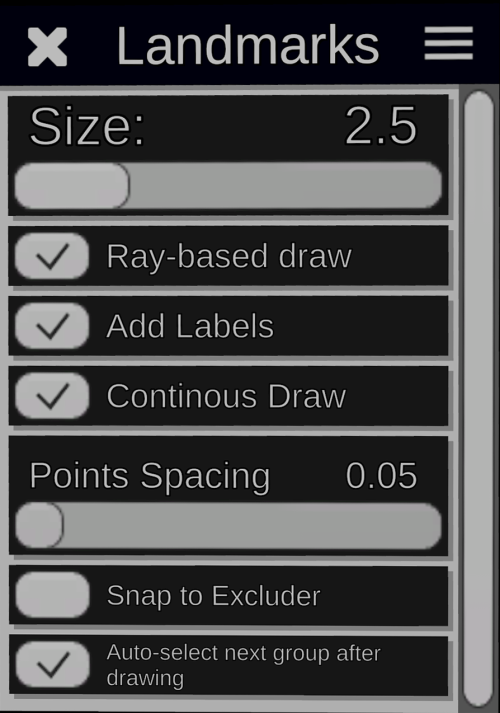 Landmarks
Size: 2.5
Ray-based draw
Add Labels
Continous Draw
Points Spacing 0.05
Snap to Excluder
Auto-select next group after
drawing